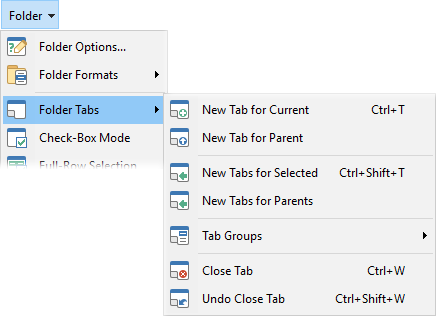 Folder
Folder Options...
Folder Formats
Folder Tabs
Check-Box Mode
Full-Row Selection
New Tab for Current Ctrl+T
New Tab for Parent
New Tabs for Selected Ctrl+Shift+T
New Tabs for Parents
Tab Groups
Close Tab Ctrl+W
Undo Close Tab Ctrl+Shift+W